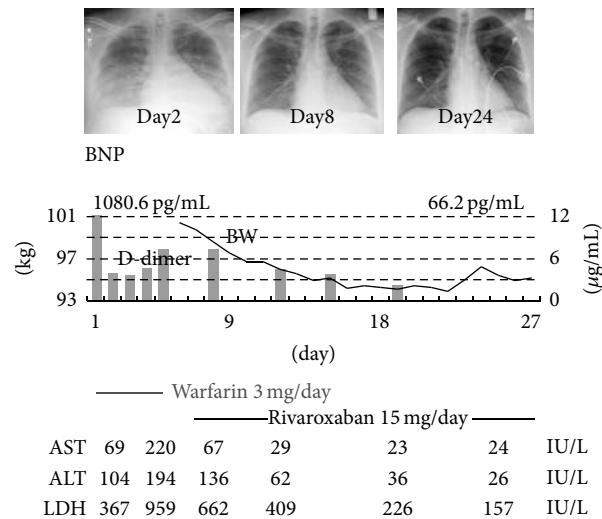 Day2 Day8 Day24
BNP
1080.6 pg/mL 66.2 pg/mL
101 12
BW
D-dimer
97 6
(kg) (μg/mL)
93 0
1 9 18 27
(day)
Warfarin 3 mg/day
Rivaroxaban 15 mg/day
AST 69 220 67 29 23 24 IU/L
ALT 104 194 136 62 36 26 IU/L
LDH 367 959 662 409 226 157 IU/L